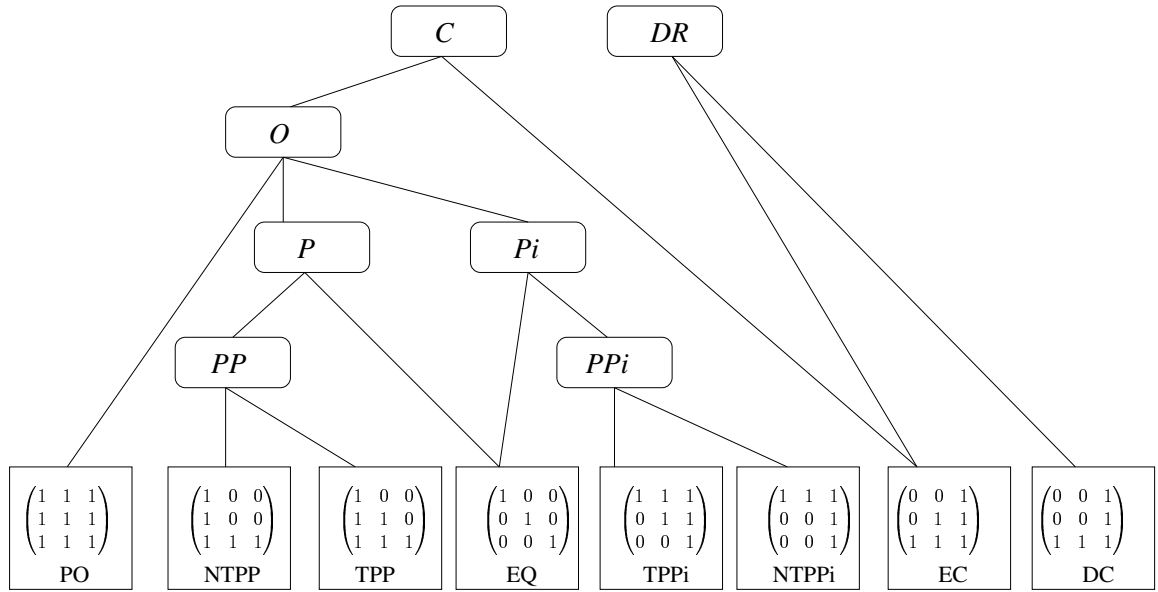 C DR
O
P Pi
PP PPi
1 1 1 1 0 0 1 0 0 1 0 0 1 1 1 1 1 1 0 0 1 0 0 1
1 1 1 1 0 0 1 1 0 0 1 0 0 1 1 0 0 1 0 1 1 0 0 1
1 1 1 1 1 1 1 1 1 0 0 1 0 0 1 0 0 1 1 1 1 1 1 1
PO NTPP TPP EQ TPPi NTPPi EC DC